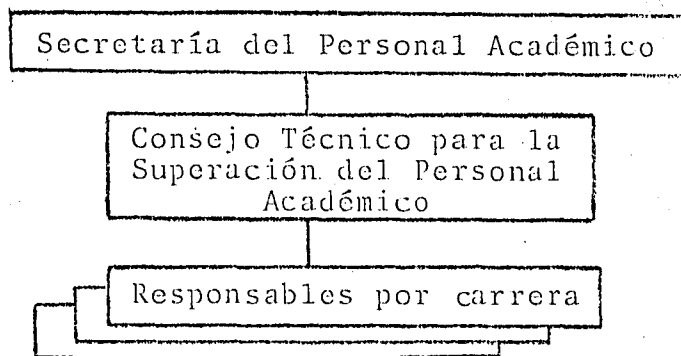 Secretaría del Personal Académico
Consejo Técnico para la
Superación del Personal
Académico
Responsables por carrera